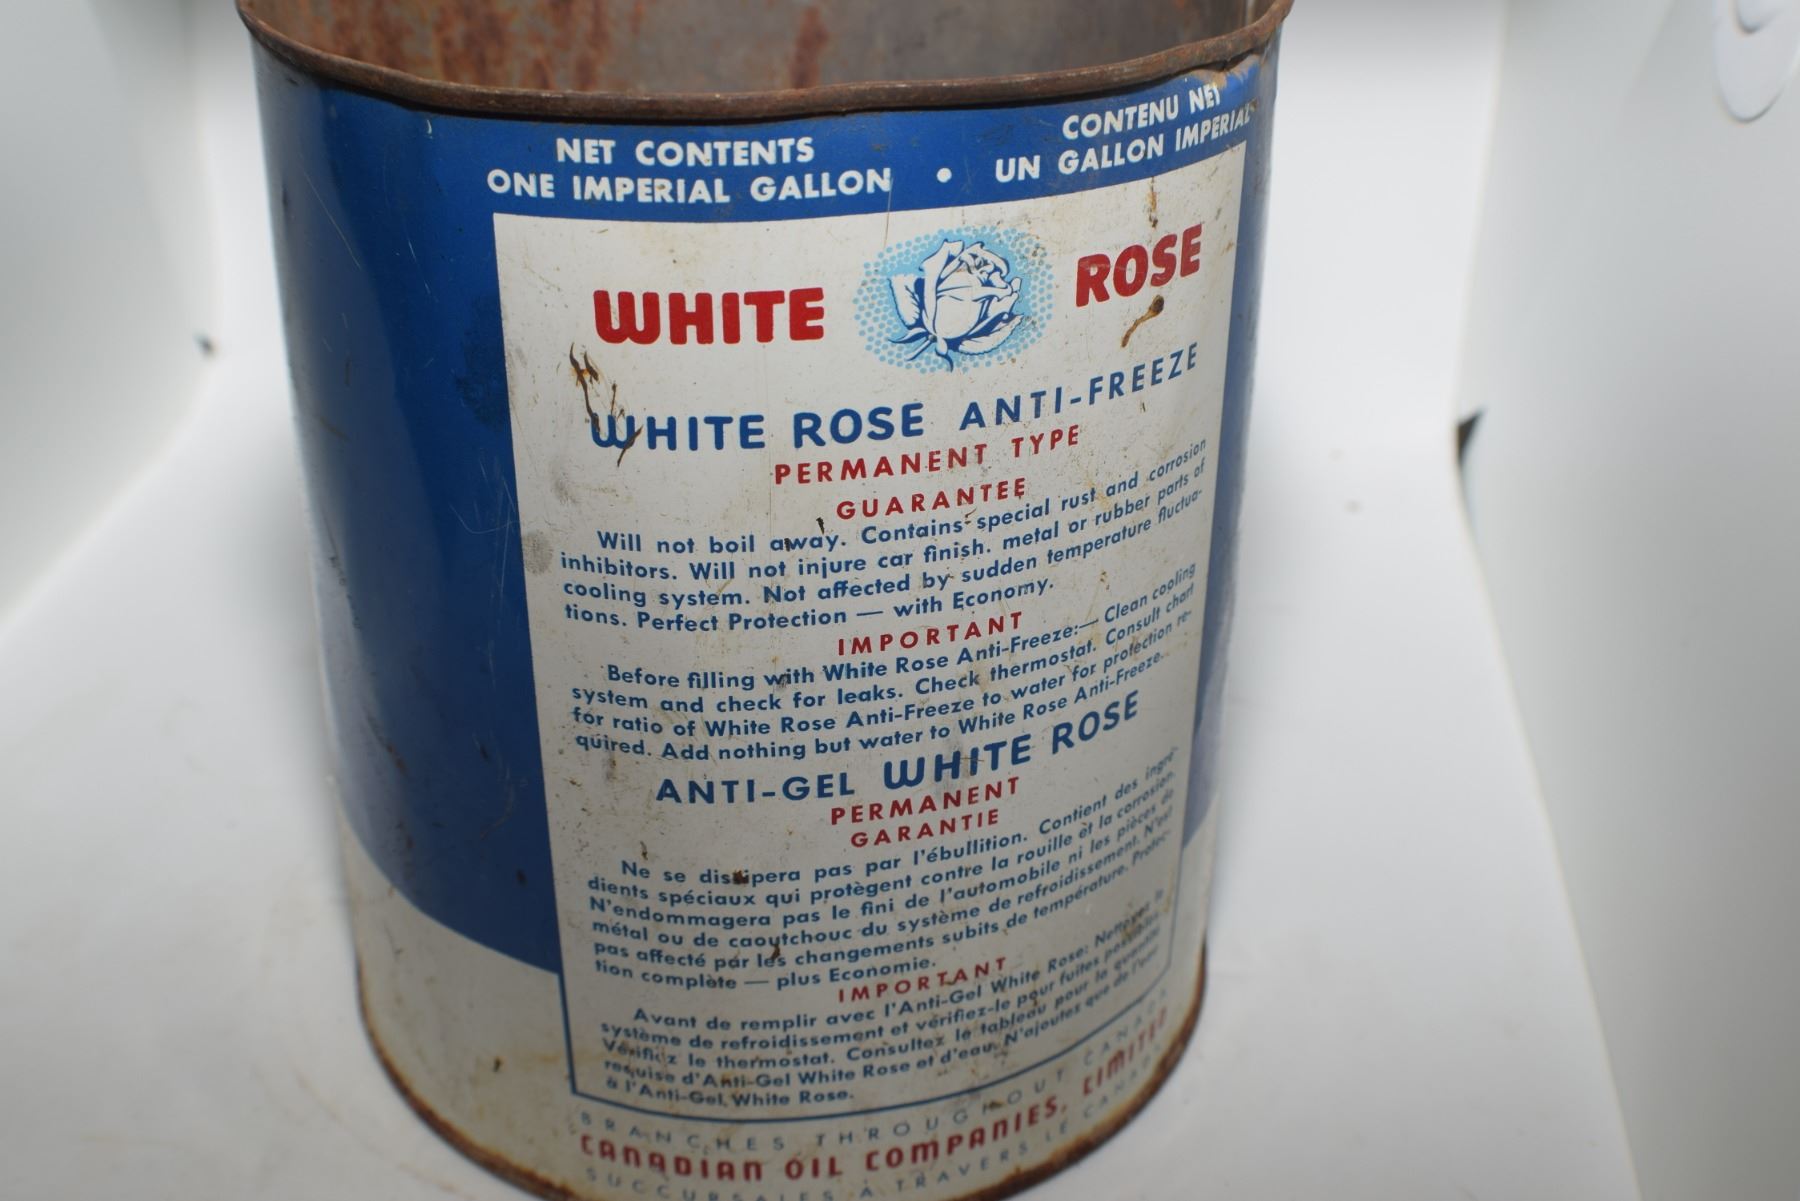 NET CONTENTS
ONE IMPERIAL GALLON • CONTENU NET
UN GALLON IMPERIAL
WHITE ROSE
WHITE ROSE ANTI-FREEZE
PERMANENT TYPE
GUARANTEE
Will not boil away. Contains special rust and corrosion
inhibitors. Will not injure car finish. metal or rubber parts of
cooling system. Not affected by sudden temperature fluctua-
tions. Perfect Protection — with Economy.
IMPORTANT
Before filling with White Rose Anti-Freeze:— Clean cooling
system and check for leaks. Check thermostat. Consult chart
for ratio of White Rose Anti-Freeze to water for protection re-
quired. Add nothing but water to White Rose Anti-Freeze.
ANTI-GEL WHITE ROSE
PERMANENT
GARANTIE
Ne se dissipera pas par l'ébullition. Contient des ingré-
dients spéciaux qui protègent contre la rouille et la corrosion.
N'endommagera pas le fini de l'automobile ni les pièces de
métal ou de caoutchouc du système de refroidissement. N'est
pas affecté par les changements subits de température. Protec-
tion complète — plus Economie.
IMPORTANT
Avant de remplir avec l'Anti-Gel White Rose: Nettoyez le
système de refroidissement et vérifiez-le pour fuites possibles.
Vérifiez le thermostat. Consultez le tableau pour la quantité
requise d'Anti-Gel White Rose et d'eau. N'ajoutez que de l'eau
à l'Anti-Gel White Rose.
BRANCHES THROUGHOUT CANADA
CANADIAN OIL COMPANIES, LIMITED
SUCCURSALES A TRAVERS LE CANADA